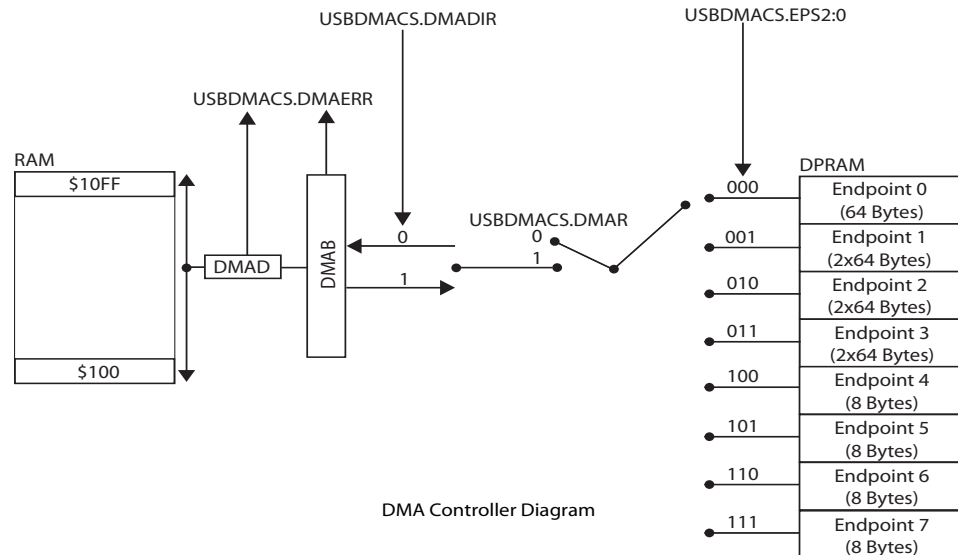 USBDMACS.DMADIR
USBDMACS.EPS2:0
USBDMACS.DMAERR
RAM
$10FF
$100
DMAD
DMAB
0
1
USBDMACS.DMAR
0
1
DPRAM
000
Endpoint 0
(64 Bytes)
001
Endpoint 1
(2x64 Bytes)
010
Endpoint 2
(2x64 Bytes)
011
Endpoint 3
(2x64 Bytes)
100
Endpoint 4
(8 Bytes)
101
Endpoint 5
(8 Bytes)
110
Endpoint 6
(8 Bytes)
111
Endpoint 7
(8 Bytes)
DMA Controller Diagram